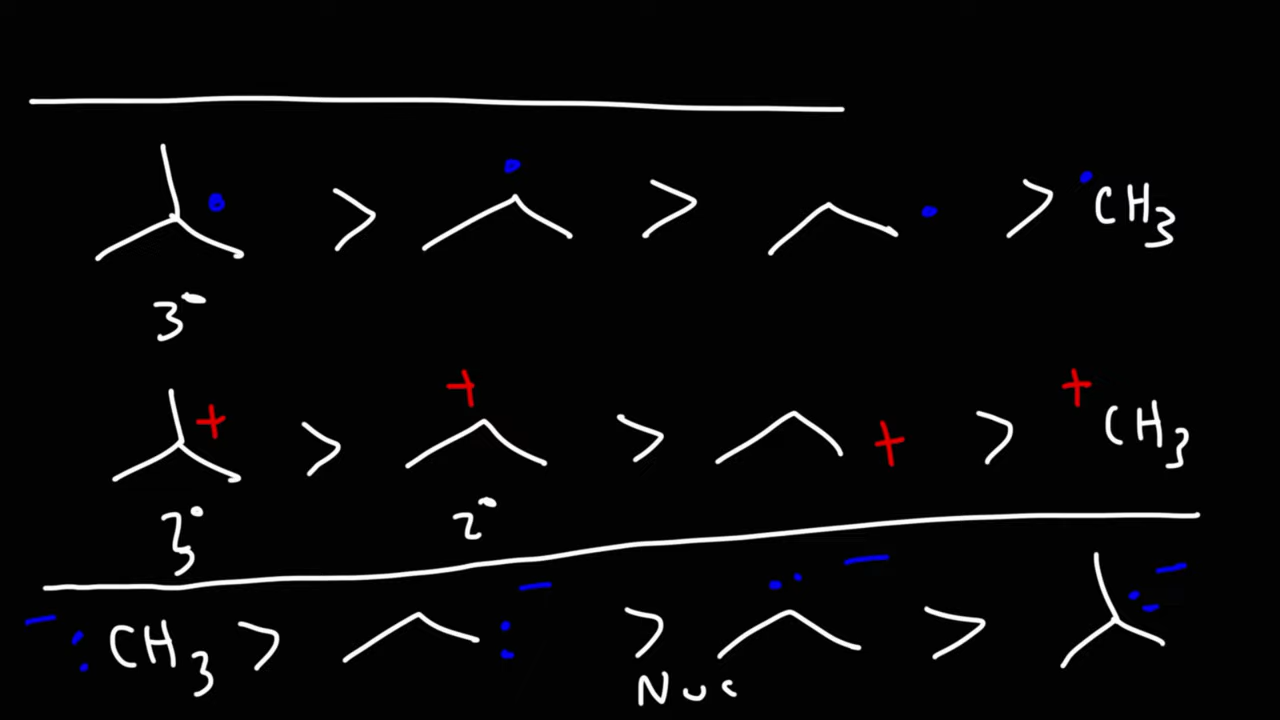 > > > •CH3
3°
+ > + > + > + CH3
3° 2°
- : CH3 > : - > •• - > : -
Nuc